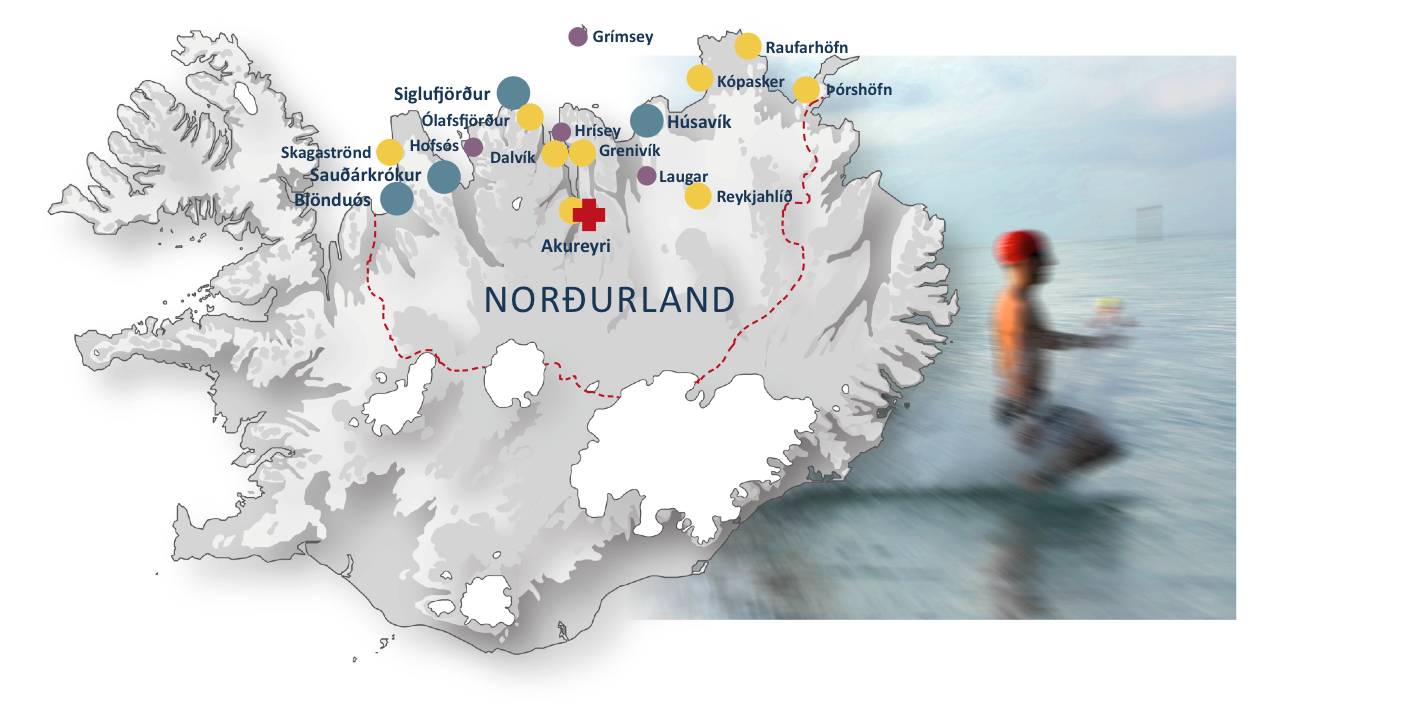 Grímsey
Raufarhöfn
Kópasker
Þórshöfn
Siglufjörður
Ólafsfjörður
Húsavík
Hrísey
Hofsós
Skagaströnd
Dalvík
Grenivík
Sauðárkrókur
Laugar
Blönduós
Reykjahlíð
Akureyri
NORÐURLAND